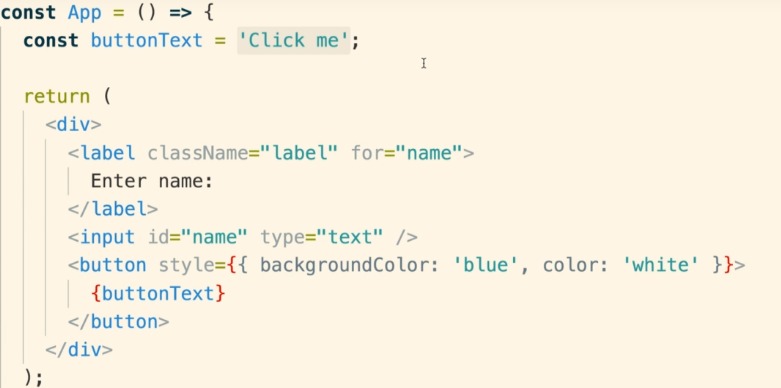 const App = () => {
  const buttonText = 'Click me';

  return (
    <div>
      <label className="label" for="name">
        Enter name:
      </label>
      <input id="name" type="text" />
      <button style={{ backgroundColor: 'blue', color: 'white' }}>
        {buttonText}
      </button>
    </div>
  );